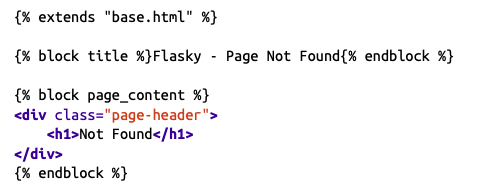 {% extends "base.html" %}
{% block title %}Flasky - Page Not Found{% endblock %}
{% block page_content %}
<div class="page-header">
    <h1>Not Found</h1>
</div>
{% endblock %}